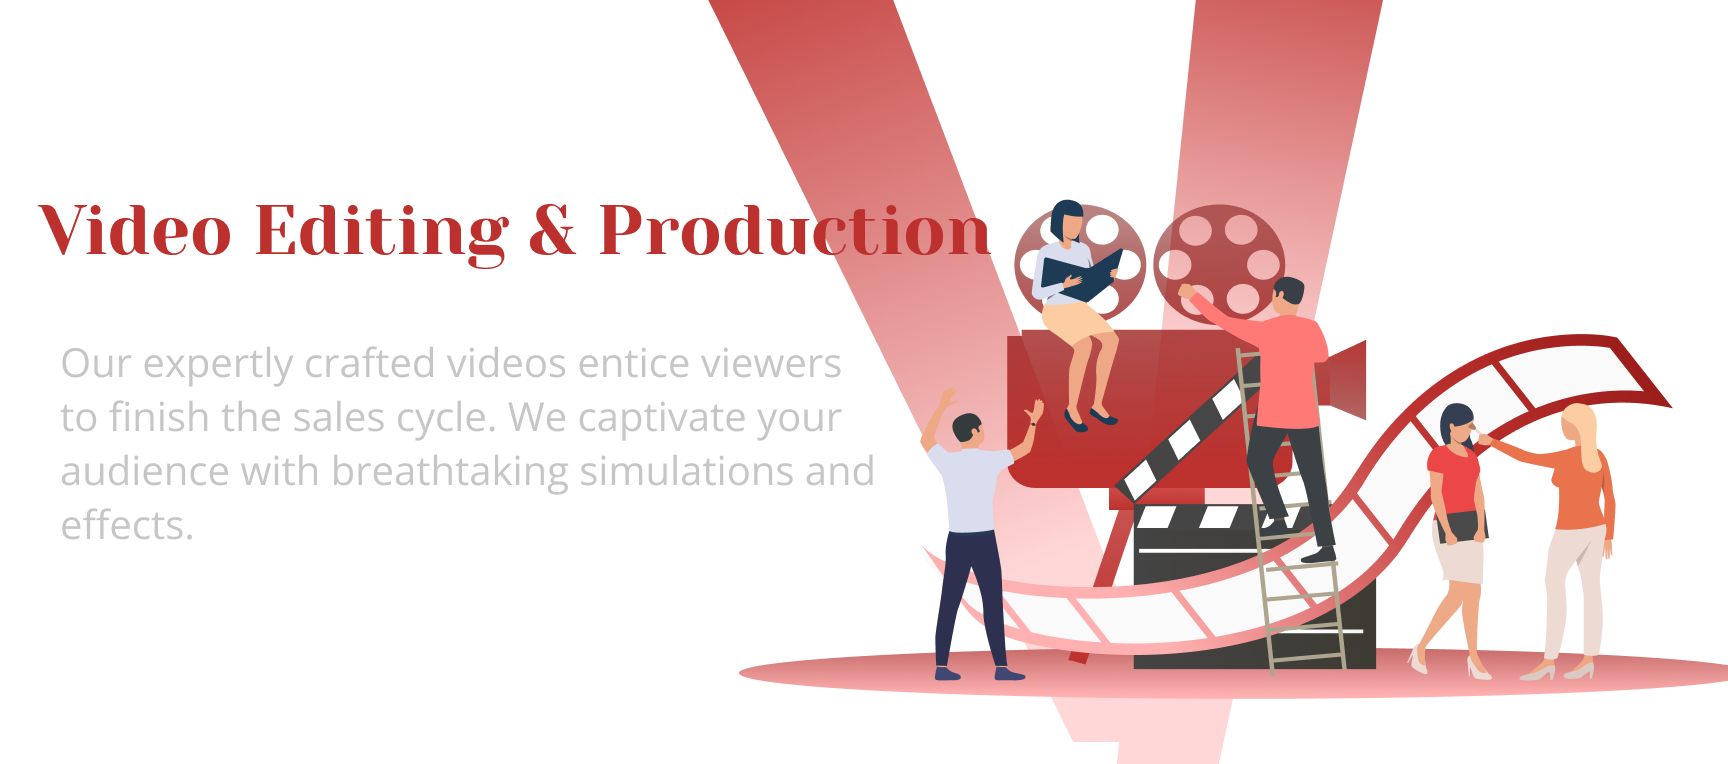 Video Editing & Production
Our expertly crafted videos entice viewers
to finish the sales cycle. We captivate your
audience with breathtaking simulations and
effects.